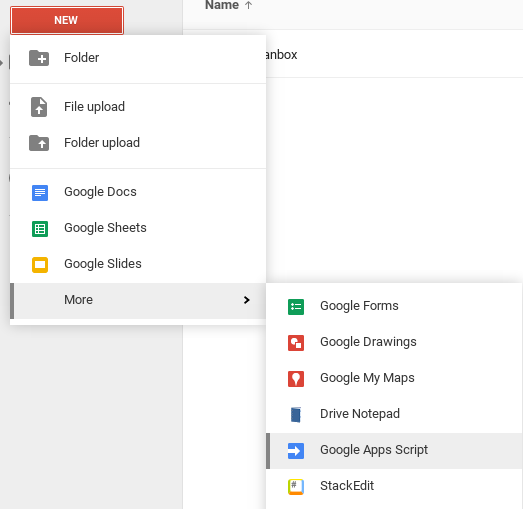 NEW
Name ↑
Folder
File upload
Folder upload
Google Docs
Google Sheets
Google Slides
More
Google Forms
Google Drawings
Google My Maps
Drive Notepad
Google Apps Script
StackEdit